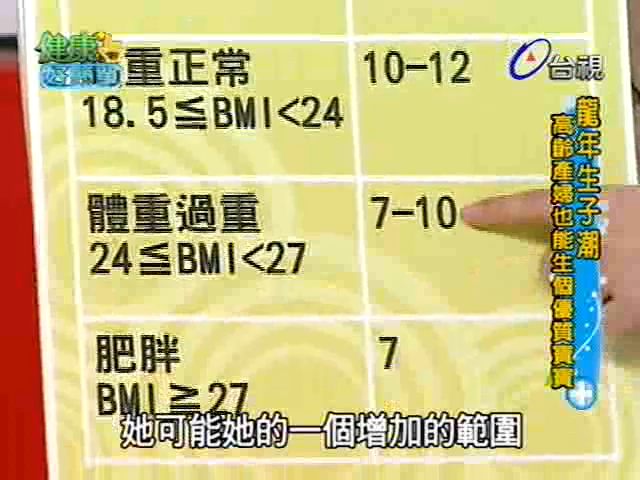 健康
台視
重正常
10-12
18.5≦BMI<24
體重過重
7-10
24≦BMI<27
肥胖
7
BMI≧27
龍年生子潮
高齡產婦也能生個優質寶寶
她可能她的一個增加的範圍